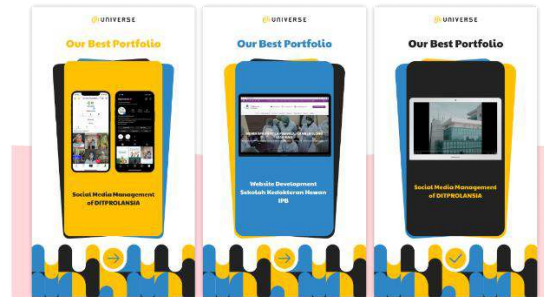 UNIVERSE
Our Best Portfolio
Social Media Management
of DITPROLANSIA
UNIVERSE
Our Best Portfolio
Website Development
Sekolah Kedokteran Hewan
IPB
UNIVERSE
Our Best Portfolio
Social Media Management
of DITPROLANSIA